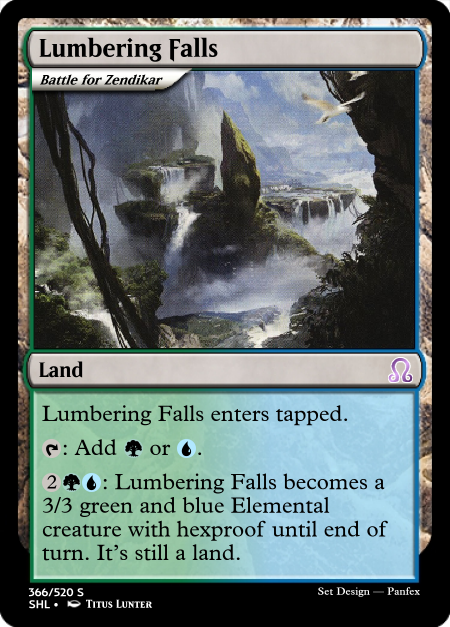 Lumbering Falls
Battle for Zendikar
Land
Lumbering Falls enters tapped.
: Add or .
2 : Lumbering Falls becomes a
3/3 green and blue Elemental
creature with hexproof until end of
turn. It's still a land.
366/520 S
Set Design — Panfex
SHL • Titus Lunter